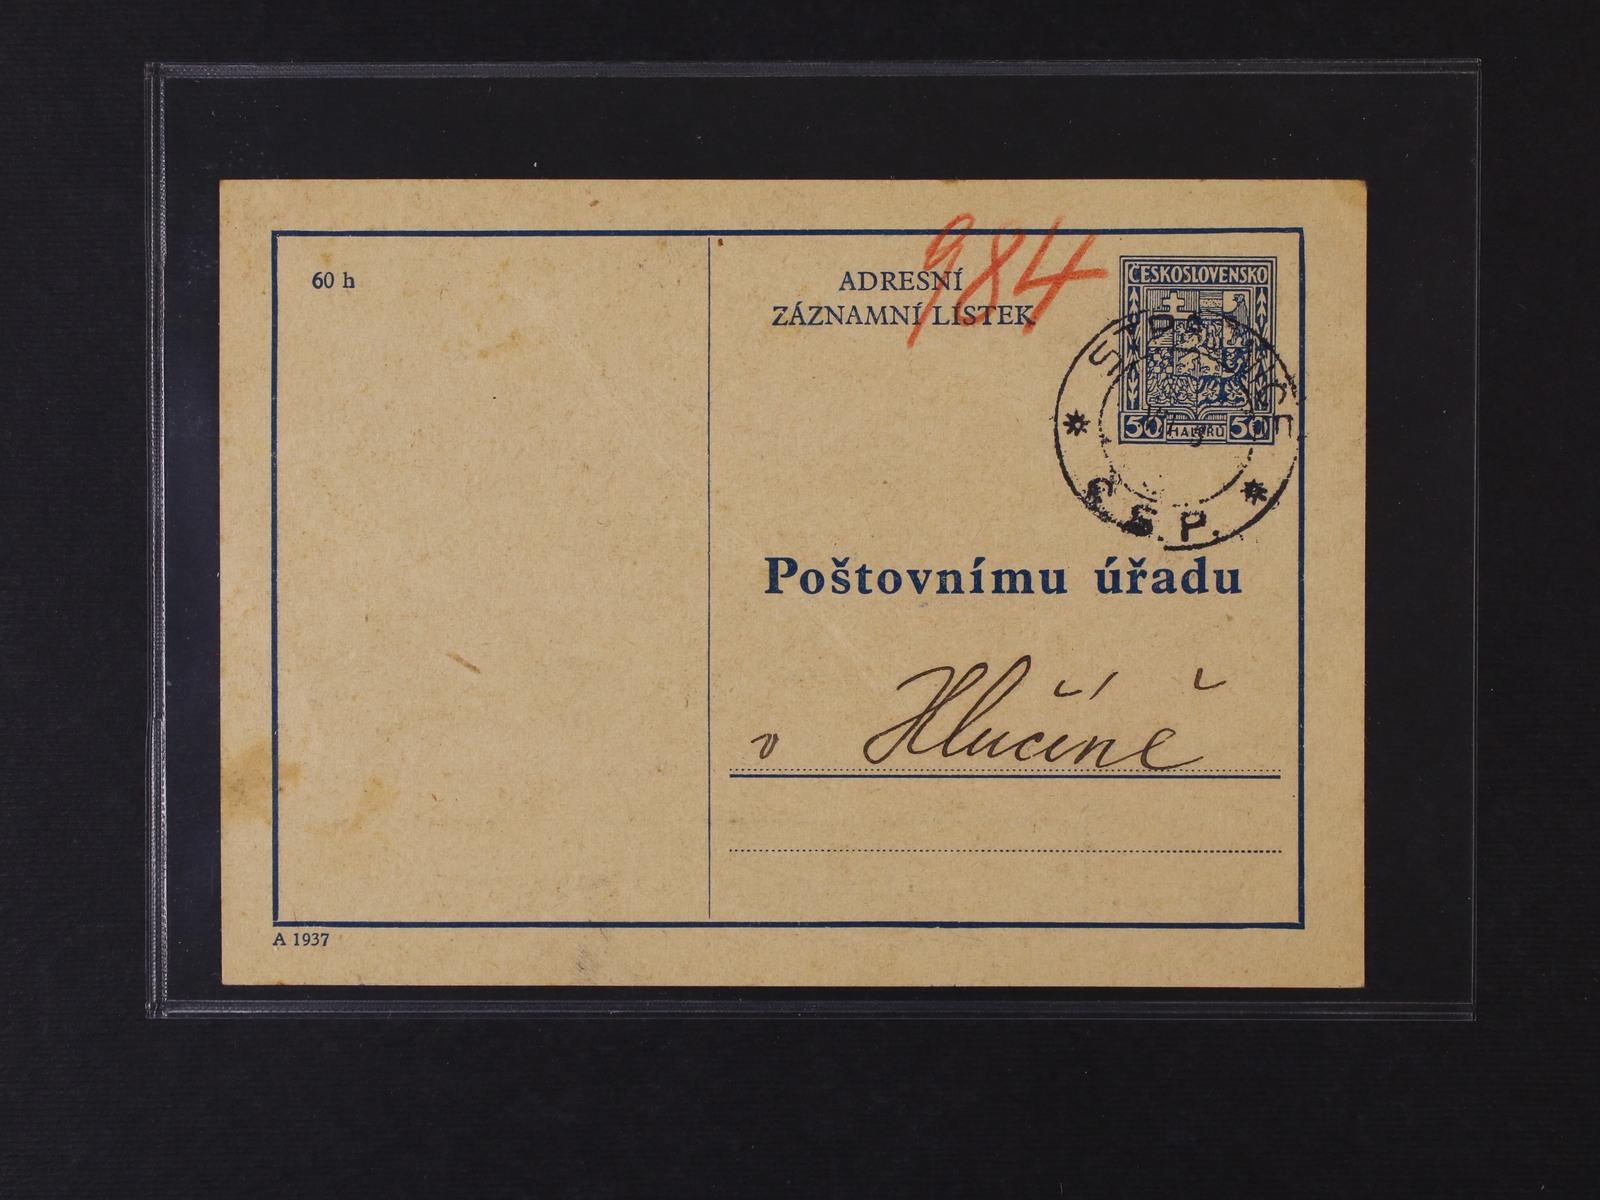 60 h
984
ADRESNÍ
ZÁZNAMNÍ LÍSTEK
ČESKOSLOVENSKO
50 HALÉŘŮ 50
Č.S.P.
Poštovnímu úřadu
v Hlučíně
A 1937